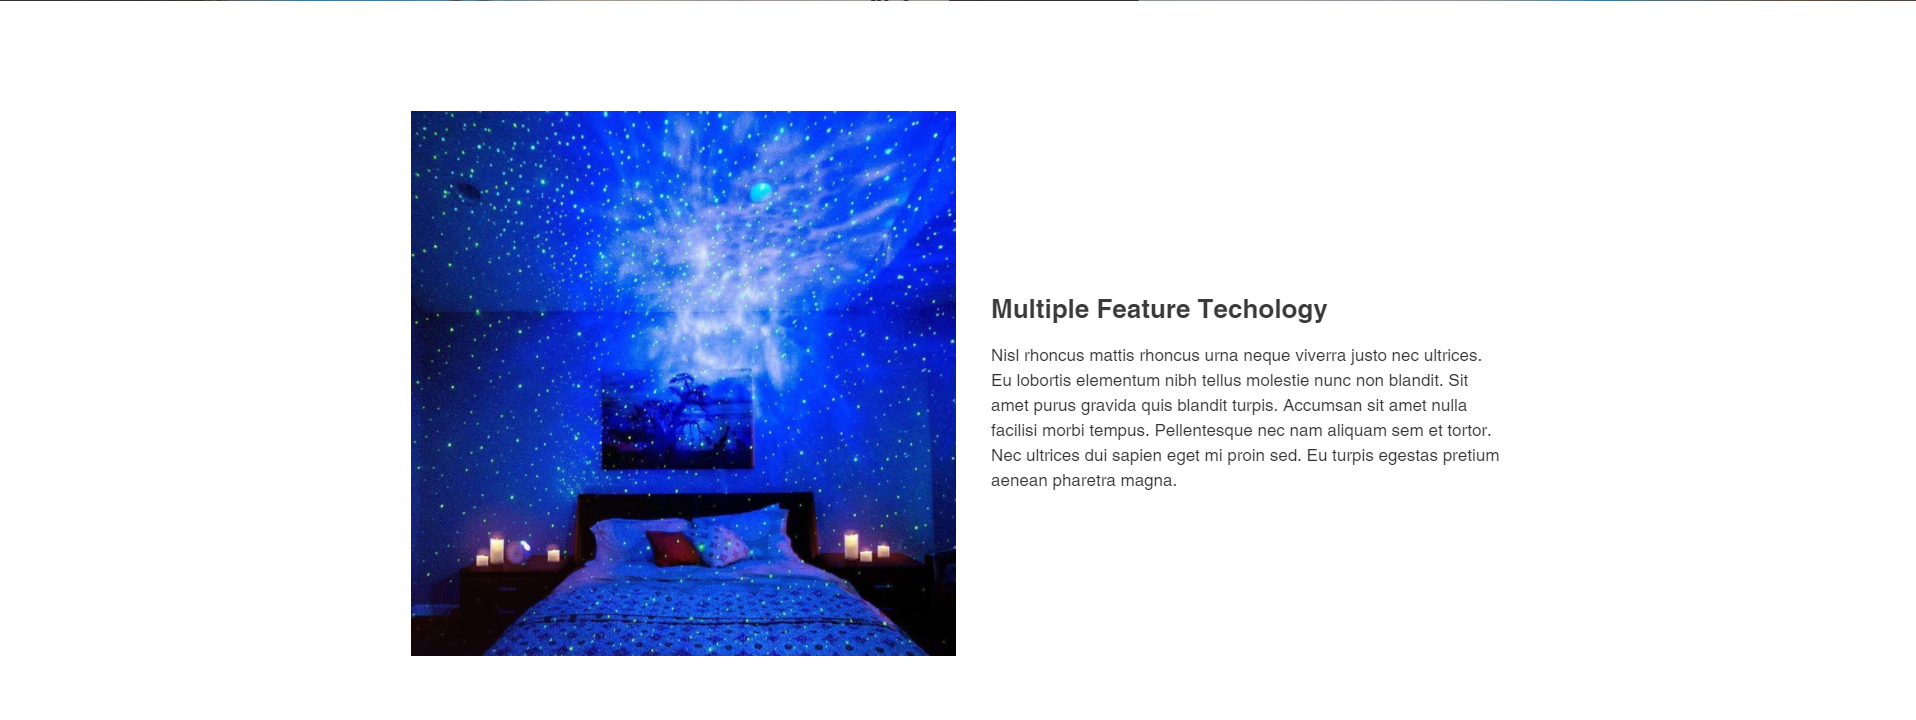 Multiple Feature Techology
Nisl rhoncus mattis rhoncus urna neque viverra justo nec ultrices.
Eu lobortis elementum nibh tellus molestie nunc non blandit. Sit
amet purus gravida quis blandit turpis. Accumsan sit amet nulla
facilisi morbi tempus. Pellentesque nec nam aliquam sem et tortor.
Nec ultrices dui sapien eget mi proin sed. Eu turpis egestas pretium
aenean pharetra magna.